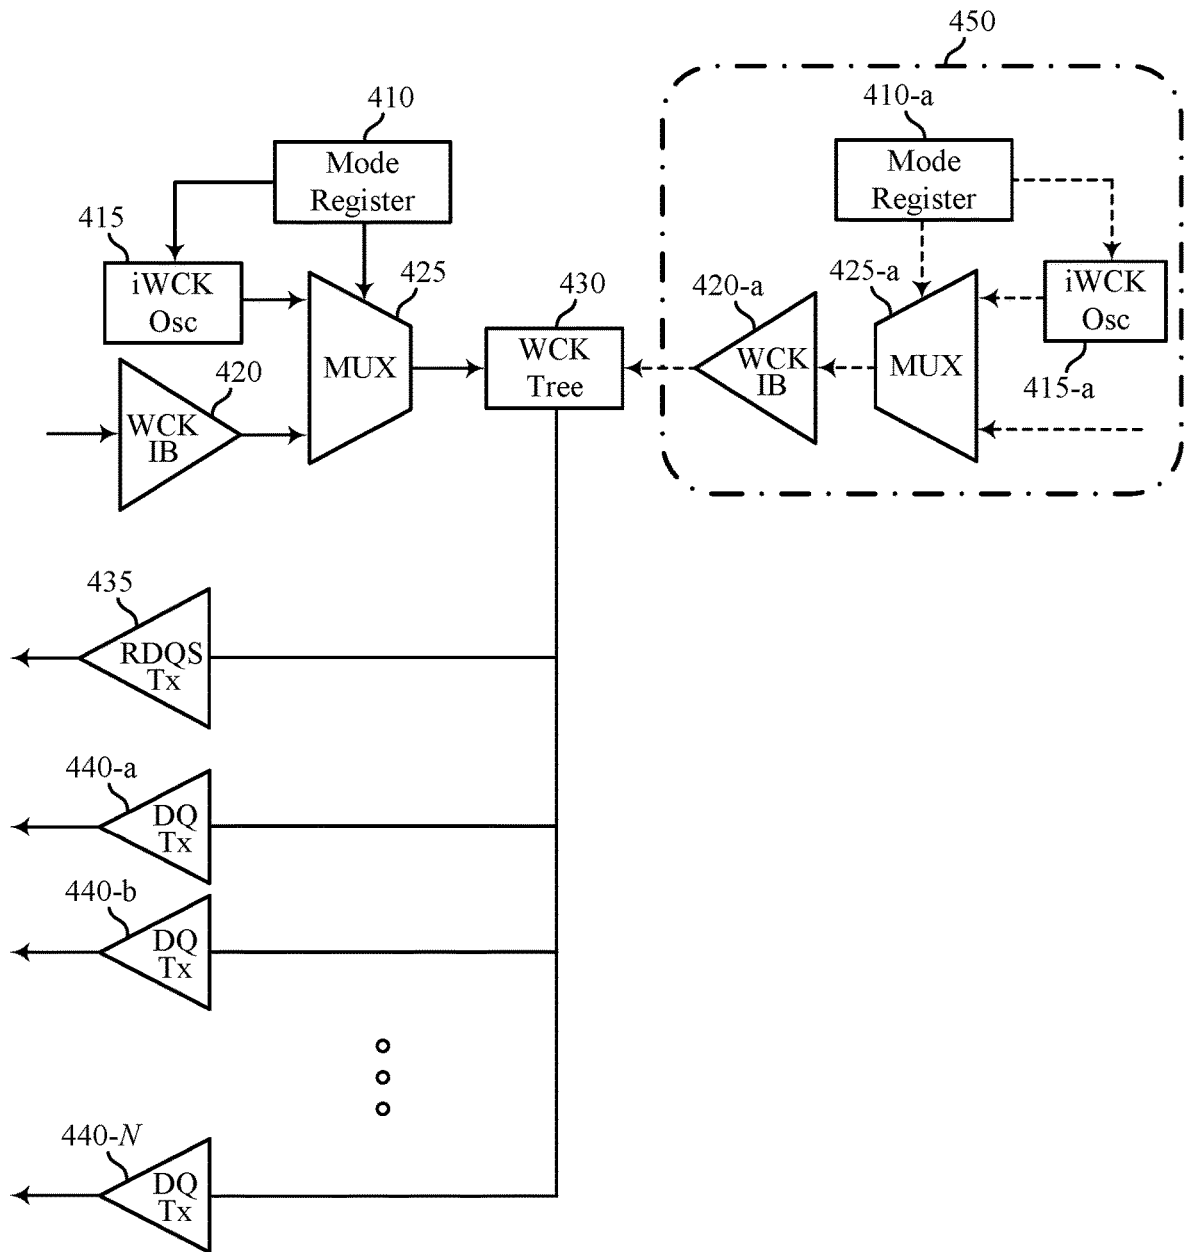 450
410
410-a
Mode
Register
Mode
Register
415
iWCK
Osc
425
430
420-a
425-a
iWCK
Osc
415-a
420
WCK
IB
MUX
WCK
Tree
WCK
IB
MUX
435
RDQS
Tx
440-a
DQ
Tx
440-b
DQ
Tx
440-N
DQ
Tx